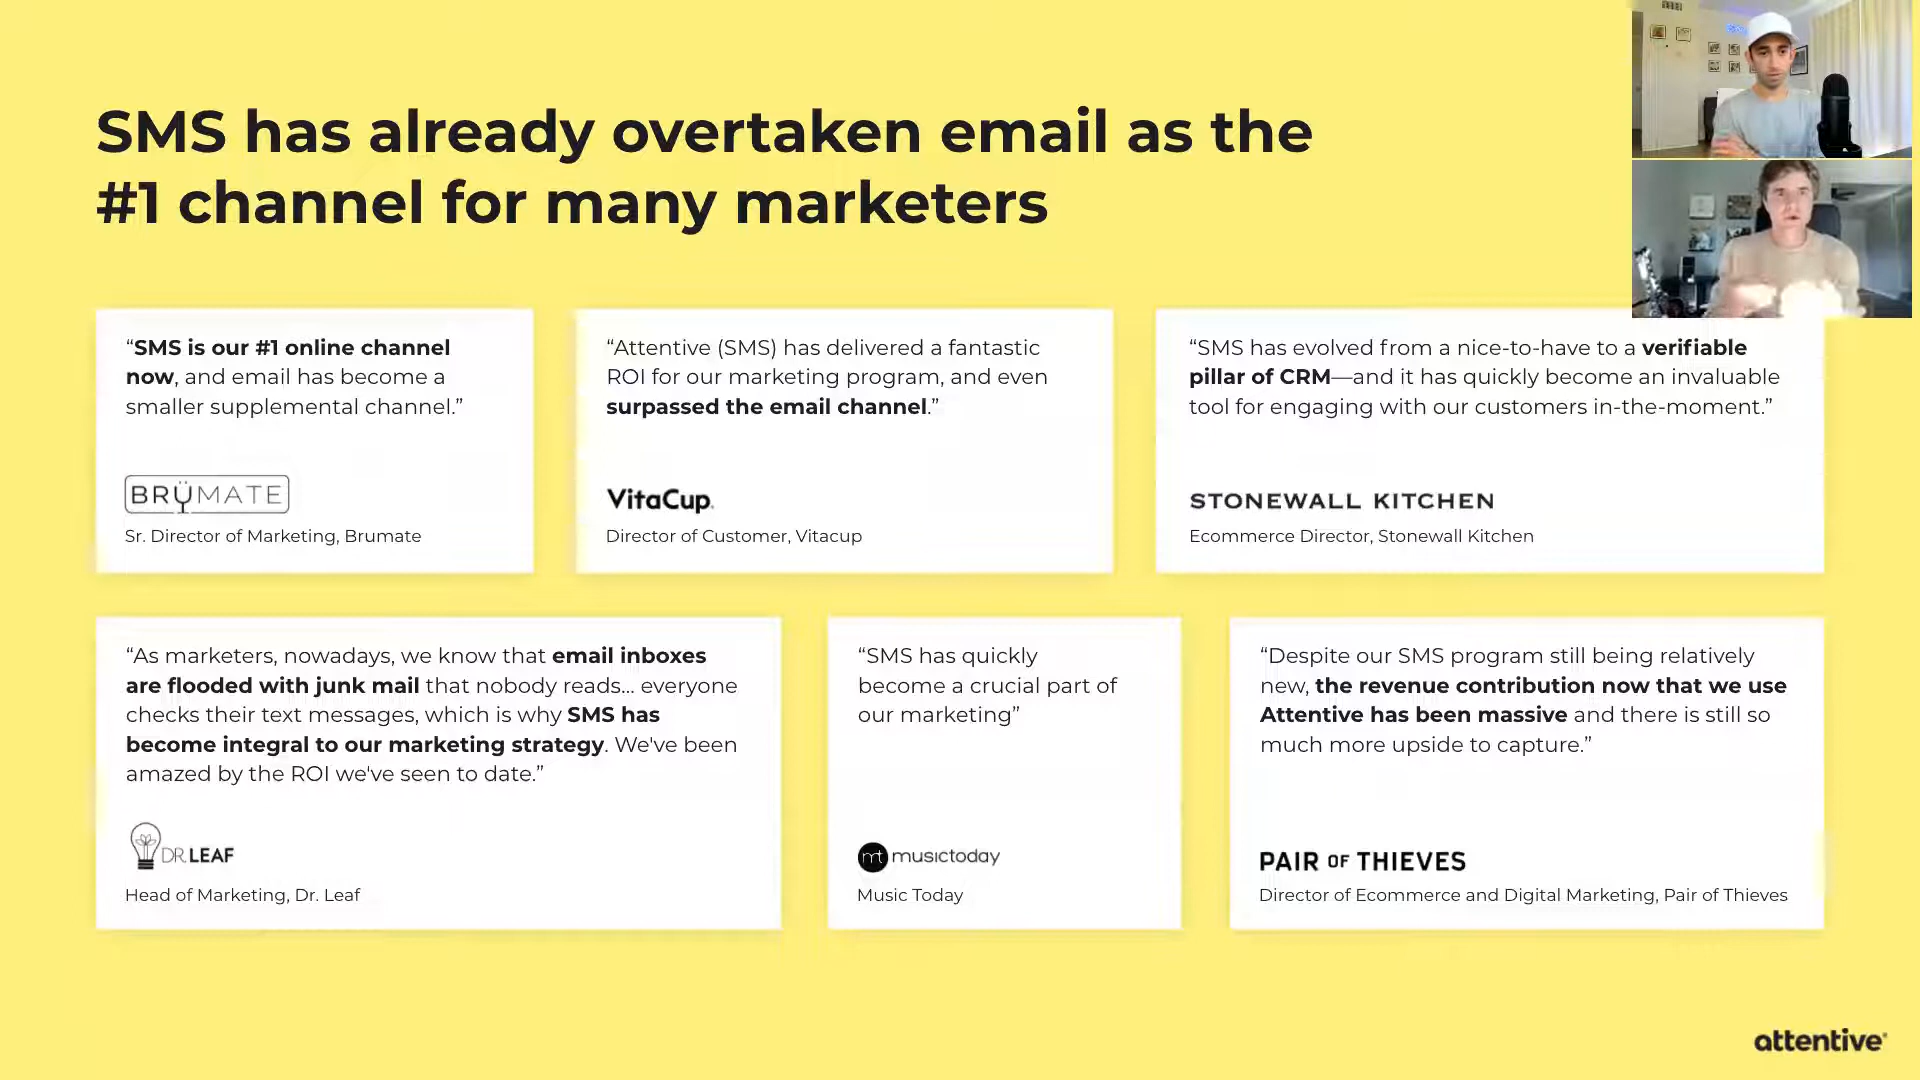 SMS has already overtaken email as the
#1 channel for many marketers
“SMS is our #1 online channel
now, and email has become a
smaller supplemental channel.”
BRÜMATE
Sr. Director of Marketing, Brumate
“Attentive (SMS) has delivered a fantastic
ROI for our marketing program, and even
surpassed the email channel.”
VitaCup.
Director of Customer, Vitacup
“SMS has evolved from a nice-to-have to a verifiable
pillar of CRM—and it has quickly become an invaluable
tool for engaging with our customers in-the-moment.”
STONEWALL KITCHEN
Ecommerce Director, Stonewall Kitchen
“As marketers, nowadays, we know that email inboxes
are flooded with junk mail that nobody reads... everyone
checks their text messages, which is why SMS has
become integral to our marketing strategy. We've been
amazed by the ROI we've seen to date.”
DR. LEAF
Head of Marketing, Dr. Leaf
“SMS has quickly
become a crucial part of
our marketing”
mt musictoday
Music Today
“Despite our SMS program still being relatively
new, the revenue contribution now that we use
Attentive has been massive and there is still so
much more upside to capture.”
PAIR OF THIEVES
Director of Ecommerce and Digital Marketing, Pair of Thieves
attentive